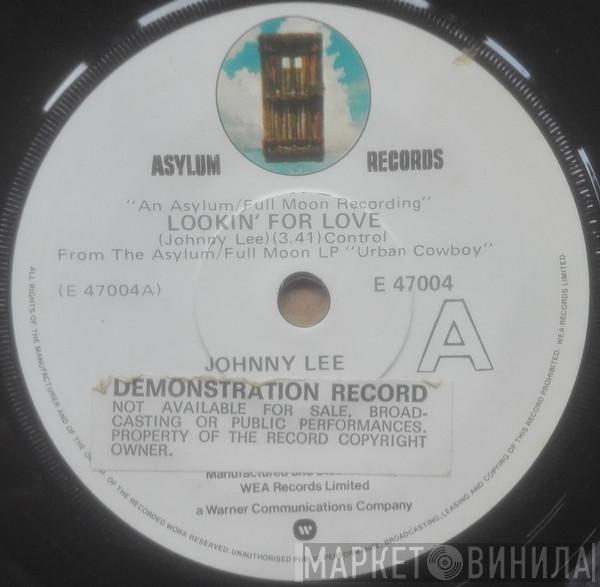 ASYLUM RECORDS
"An Asylum/Full Moon Recording"
LOOKIN' FOR LOVE
(Johnny Lee)(3.41)Control
From The Asylum/Full Moon LP "Urban Cowboy"
(E 47004A) E 47004
A
JOHNNY LEE
DEMONSTRATION RECORD
NOT AVAILABLE FOR SALE, BROAD-
CASTING OR PUBLIC PERFORMANCES.
PROPERTY OF THE RECORD COPYRIGHT
OWNER.
Manufactured and
WEA Records Limited
a Warner Communications Company
ALL RIGHTS OF THE MANUFACTURER AND OF THE OF THE RECORDED WORK RESERVED. UNAUTHORISED PUBLIC PERFORMANCE, BROADCASTING, LEASING AND COPYING OF THIS RECORD PROHIBITED. WEA RECORDS LIMITED
МАРКЕТ ВИНИЛА